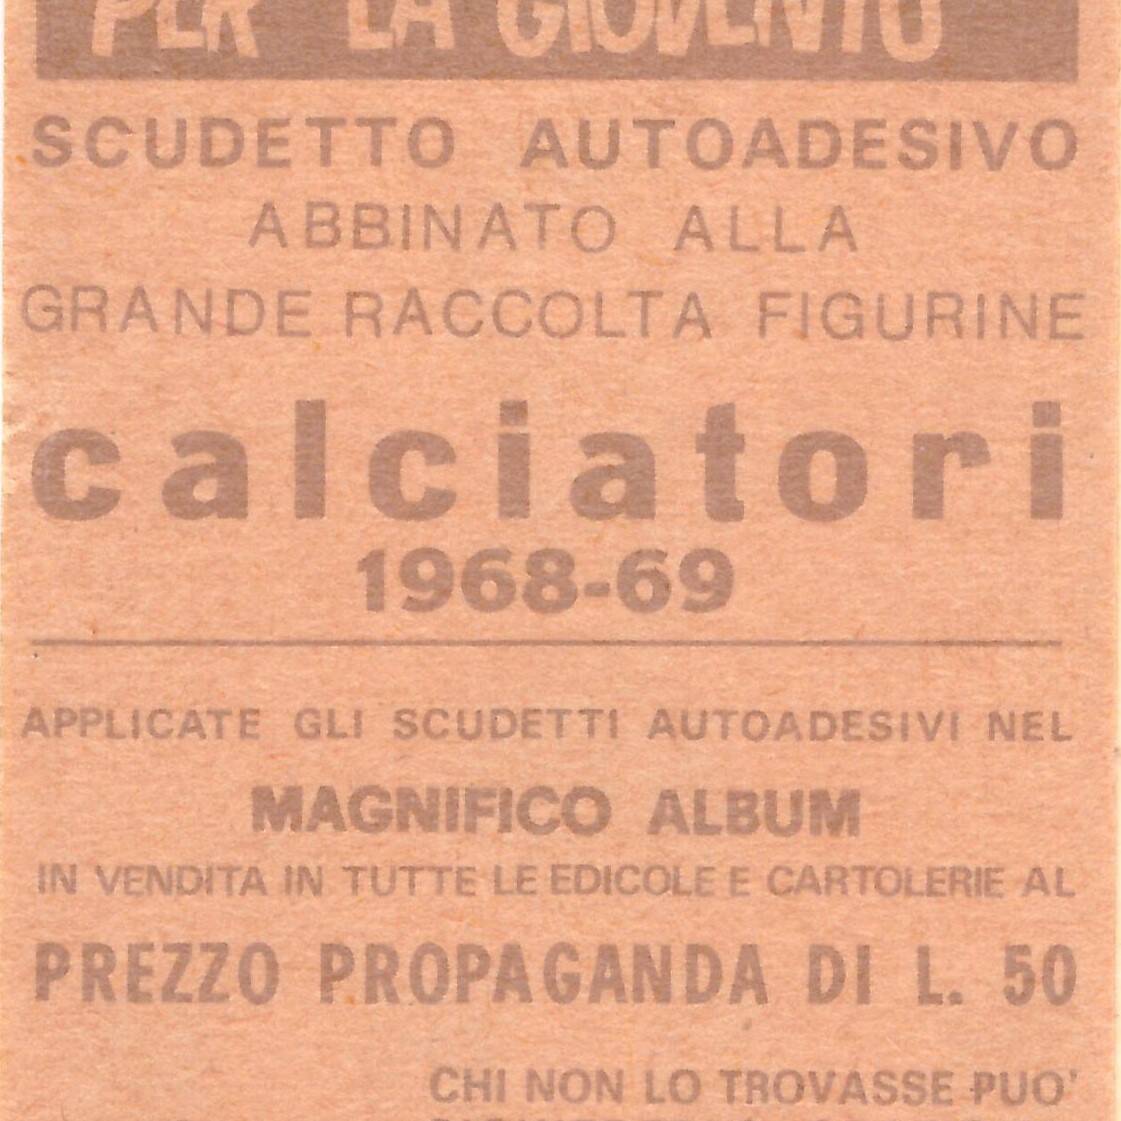 PER LA GIOVENTÙ
SCUDETTO AUTOADESIVO
ABBINATO ALLA
GRANDE RACCOLTA FIGURINE
calciatori
1968-69
APPLICATE GLI SCUDETTI AUTOADESIVI NEL
MAGNIFICO ALBUM
IN VENDITA IN TUTTE LE EDICOLE E CARTOLERIE AL
PREZZO PROPAGANDA DI L. 50
CHI NON LO TROVASSE PUO'